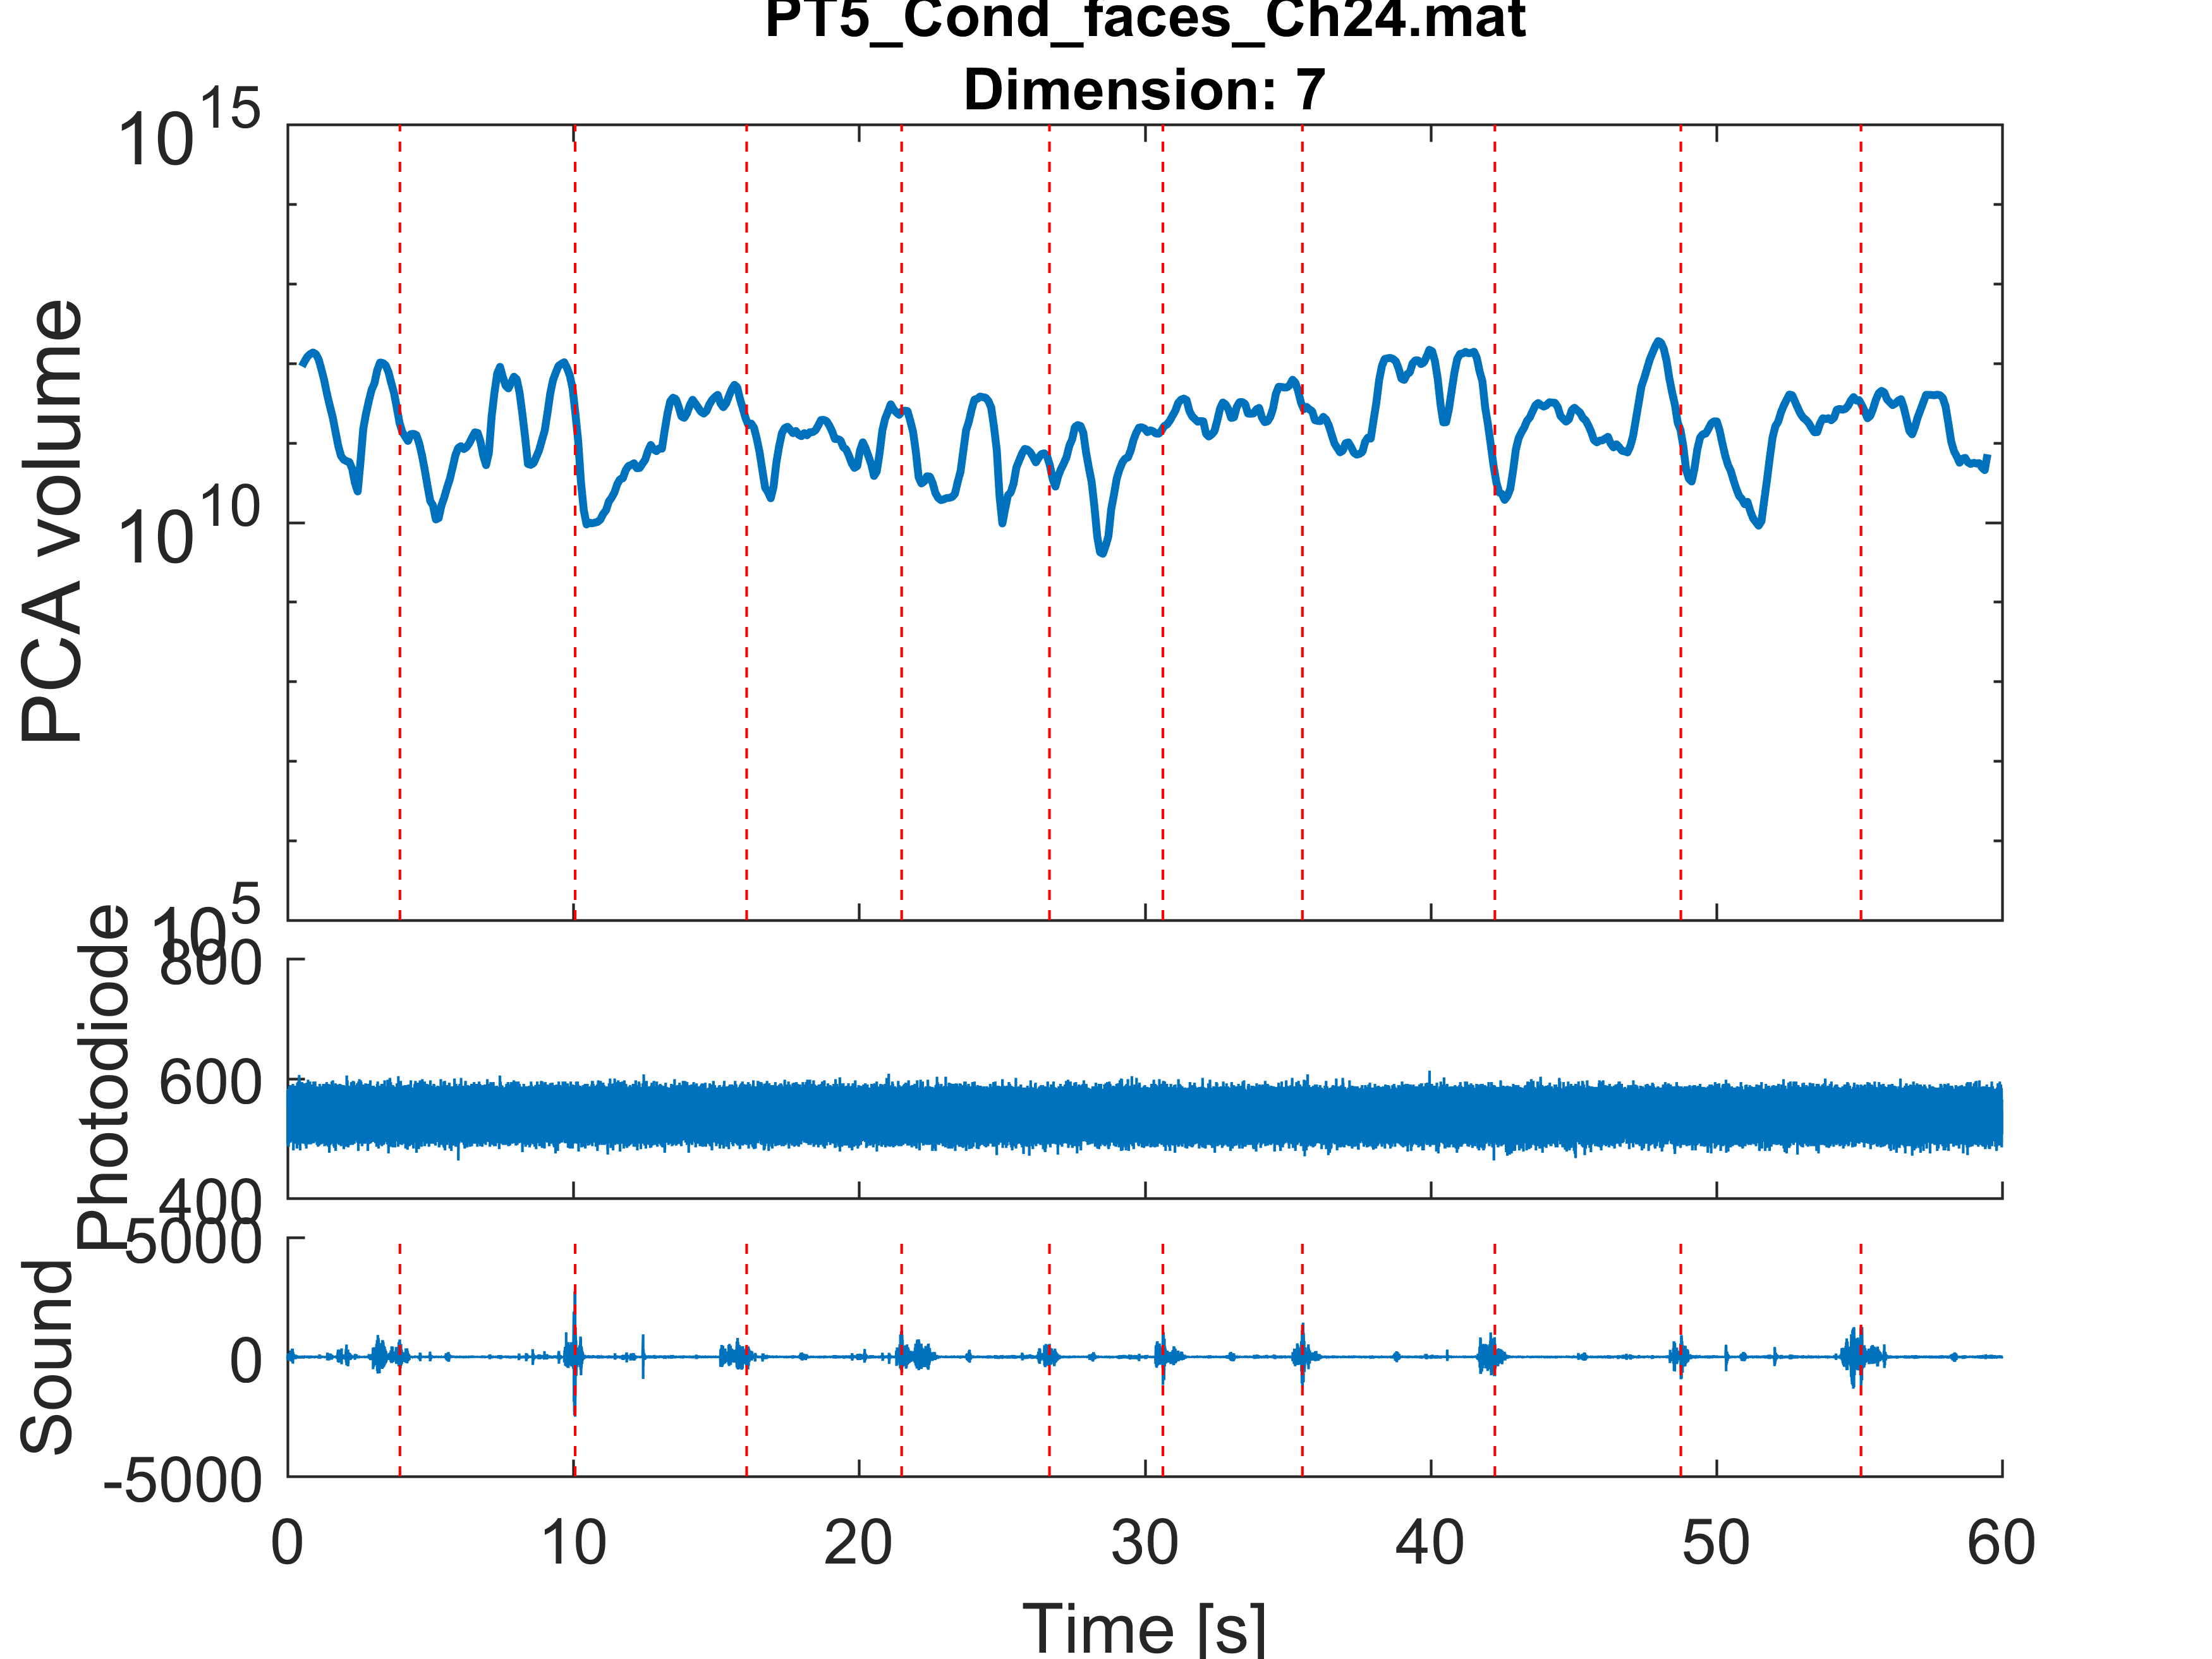 PT5_Cond_faces_Ch24.mat
Dimension: 7
10^15
10^10
10^5
PCA volume
800
600
400
Photodiode
5000
0
-5000
Sound
0 10 20 30 40 50 60
Time [s]